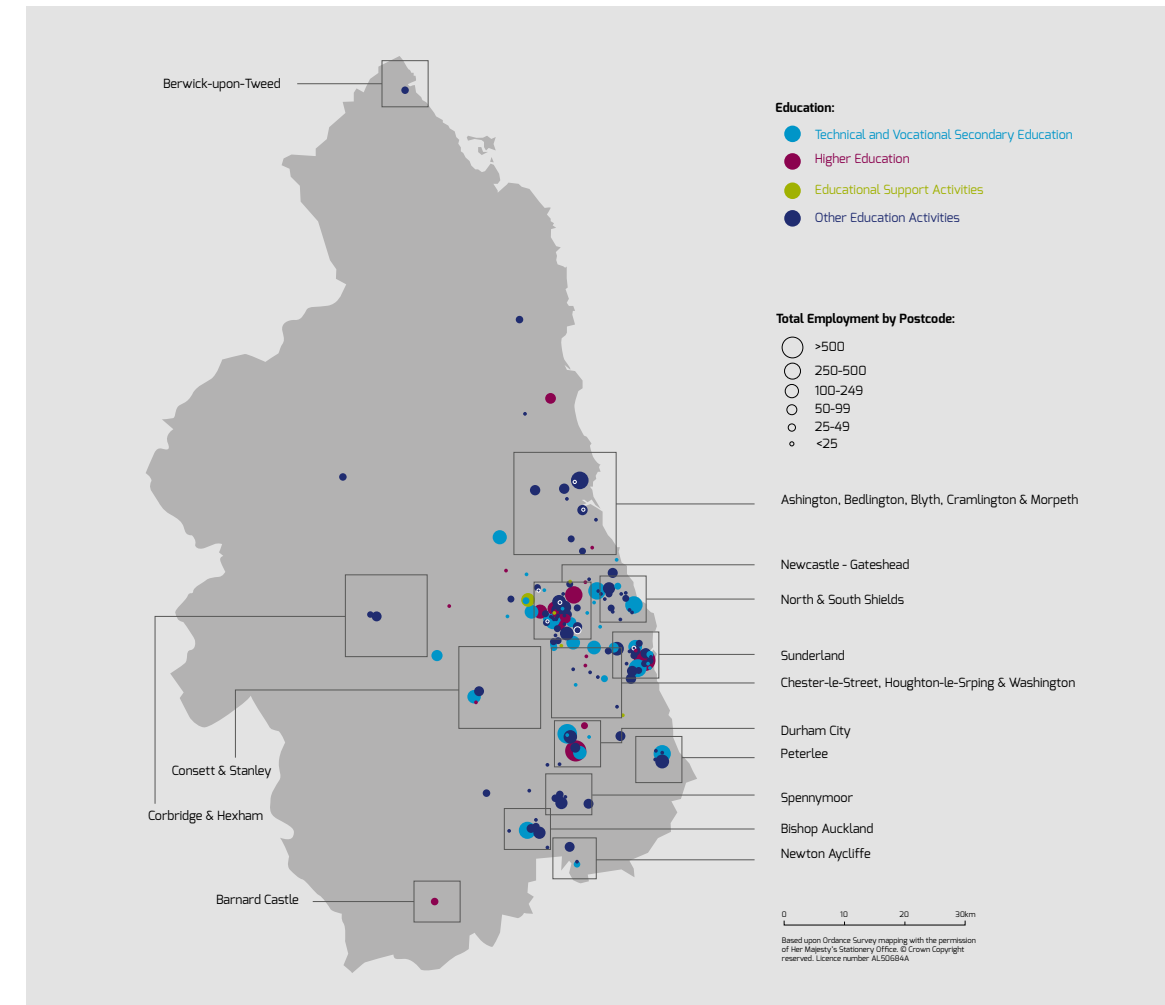 Berwick-upon-Tweed
Education:
Technical and Vocational Secondary Education
Higher Education
Educational Support Activities
Other Education Activities
Total Employment by Postcode:
>500
250-500
100-249
50-99
25-49
<25
Ashington, Bedlington, Blyth, Cramlington & Morpeth
Newcastle - Gateshead
North & South Shields
Sunderland
Chester-le-Street, Houghton-le-Srping & Washington
Durham City
Peterlee
Consett & Stanley
Spennymoor
Corbridge & Hexham
Bishop Auckland
Newton Aycliffe
Barnard Castle
0 10 20 30km
Based upon Ordance Survey mapping with the permission
of Her Majesty's Stationery Office. © Crown Copyright
reserved. Licence number AL50684A